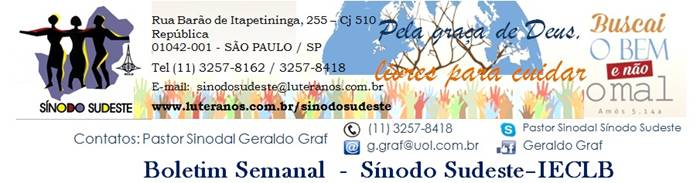 SÍNODO SUDESTE
Rua Barão de Itapetininga, 255 – Cj 510
República
01042-001 - SÃO PAULO / SP
Tel (11) 3257-8162 / 3257-8418
E-mail: sinodosudeste@luteranos.com.br
www.luteranos.com.br/sinodosudeste
Pela graça de Deus,
livres para cuidar
Buscai
O BEM
e não
o mal
Amós 5.14a
Contatos: Pastor Sinodal Geraldo Graf
(11) 3257-8418
Pastor Sinodal Sínodo Sudeste
g.graf@uol.com.br
Geraldo Graf
Boletim Semanal - Sínodo Sudeste-IECLB